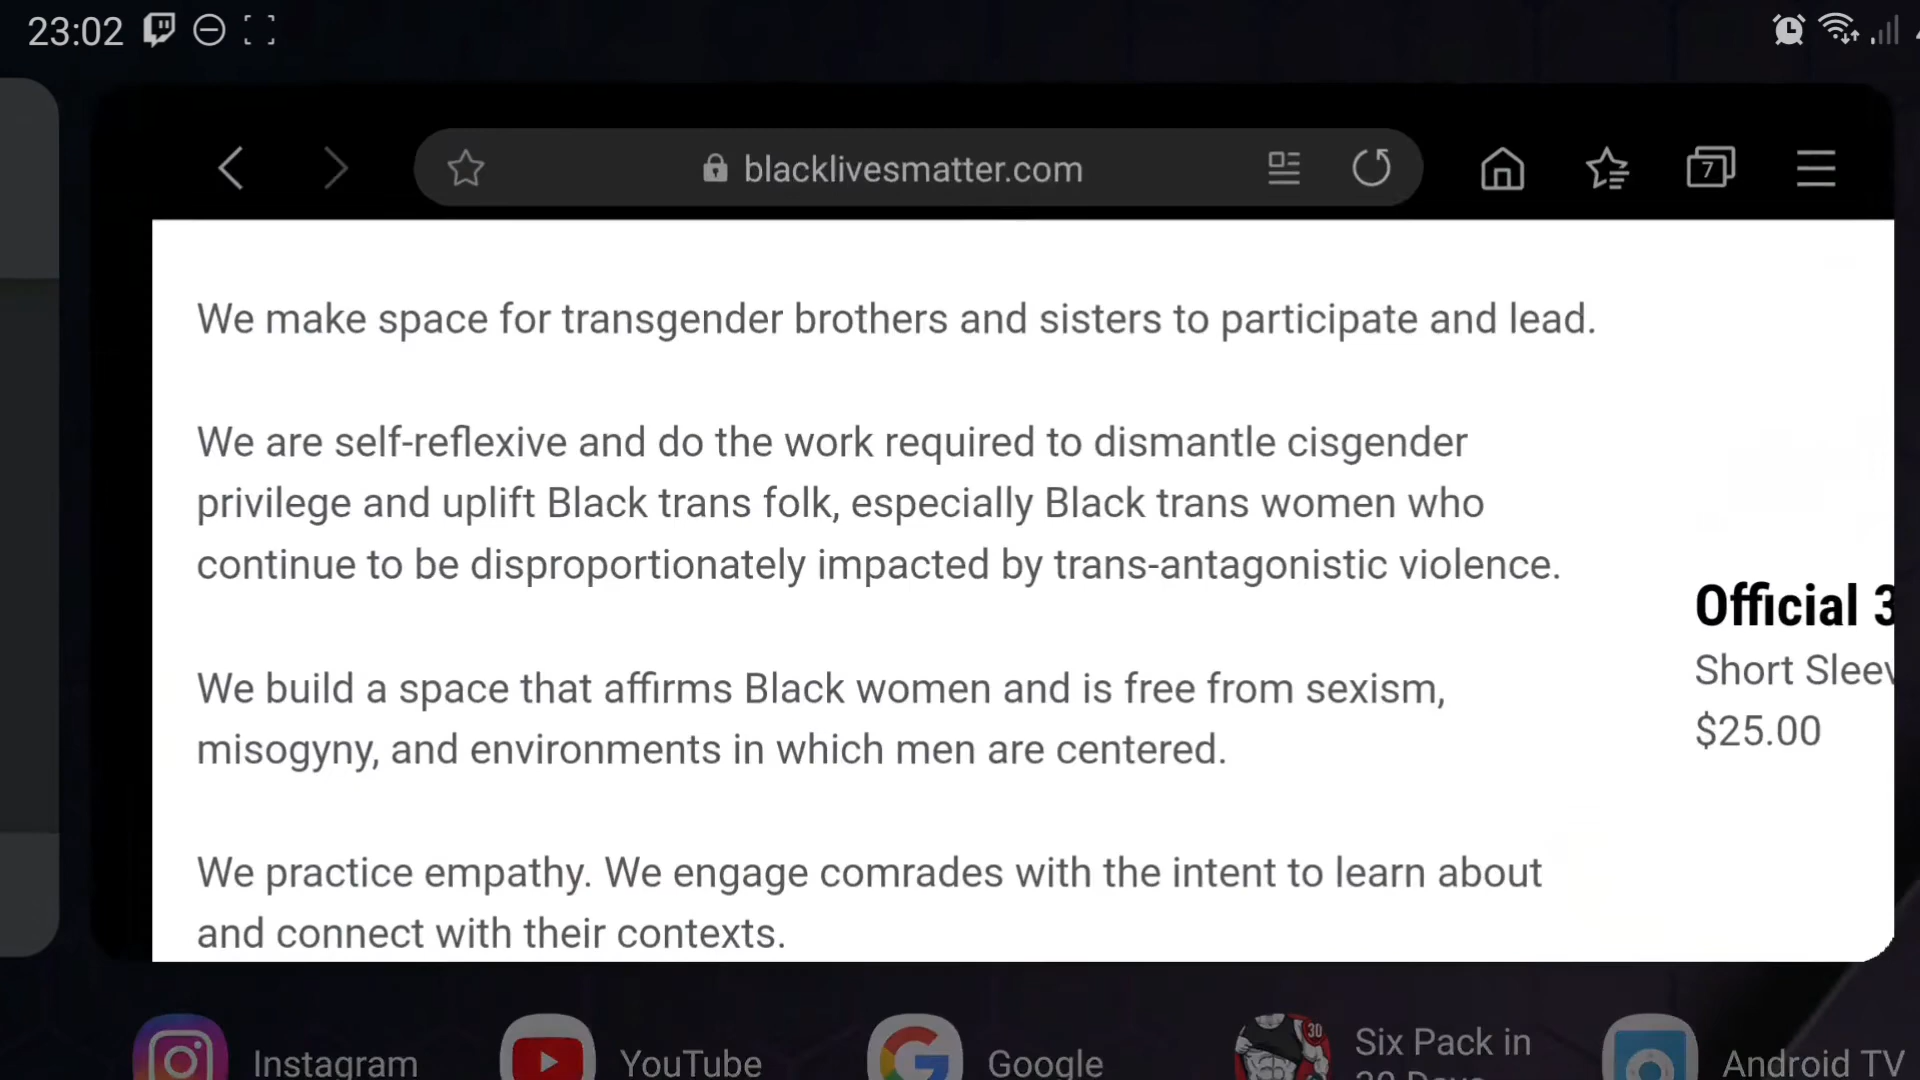 23:02
blacklivesmatter.com
7
We make space for transgender brothers and sisters to participate and lead.
We are self-reflexive and do the work required to dismantle cisgender
privilege and uplift Black trans folk, especially Black trans women who
continue to be disproportionately impacted by trans-antagonistic violence.
We build a space that affirms Black women and is free from sexism,
misogyny, and environments in which men are centered.
We practice empathy. We engage comrades with the intent to learn about
and connect with their contexts.
Official 3
Short Sleev
$25.00
Instagram
YouTube
Google
30
Six Pack in
Android TV